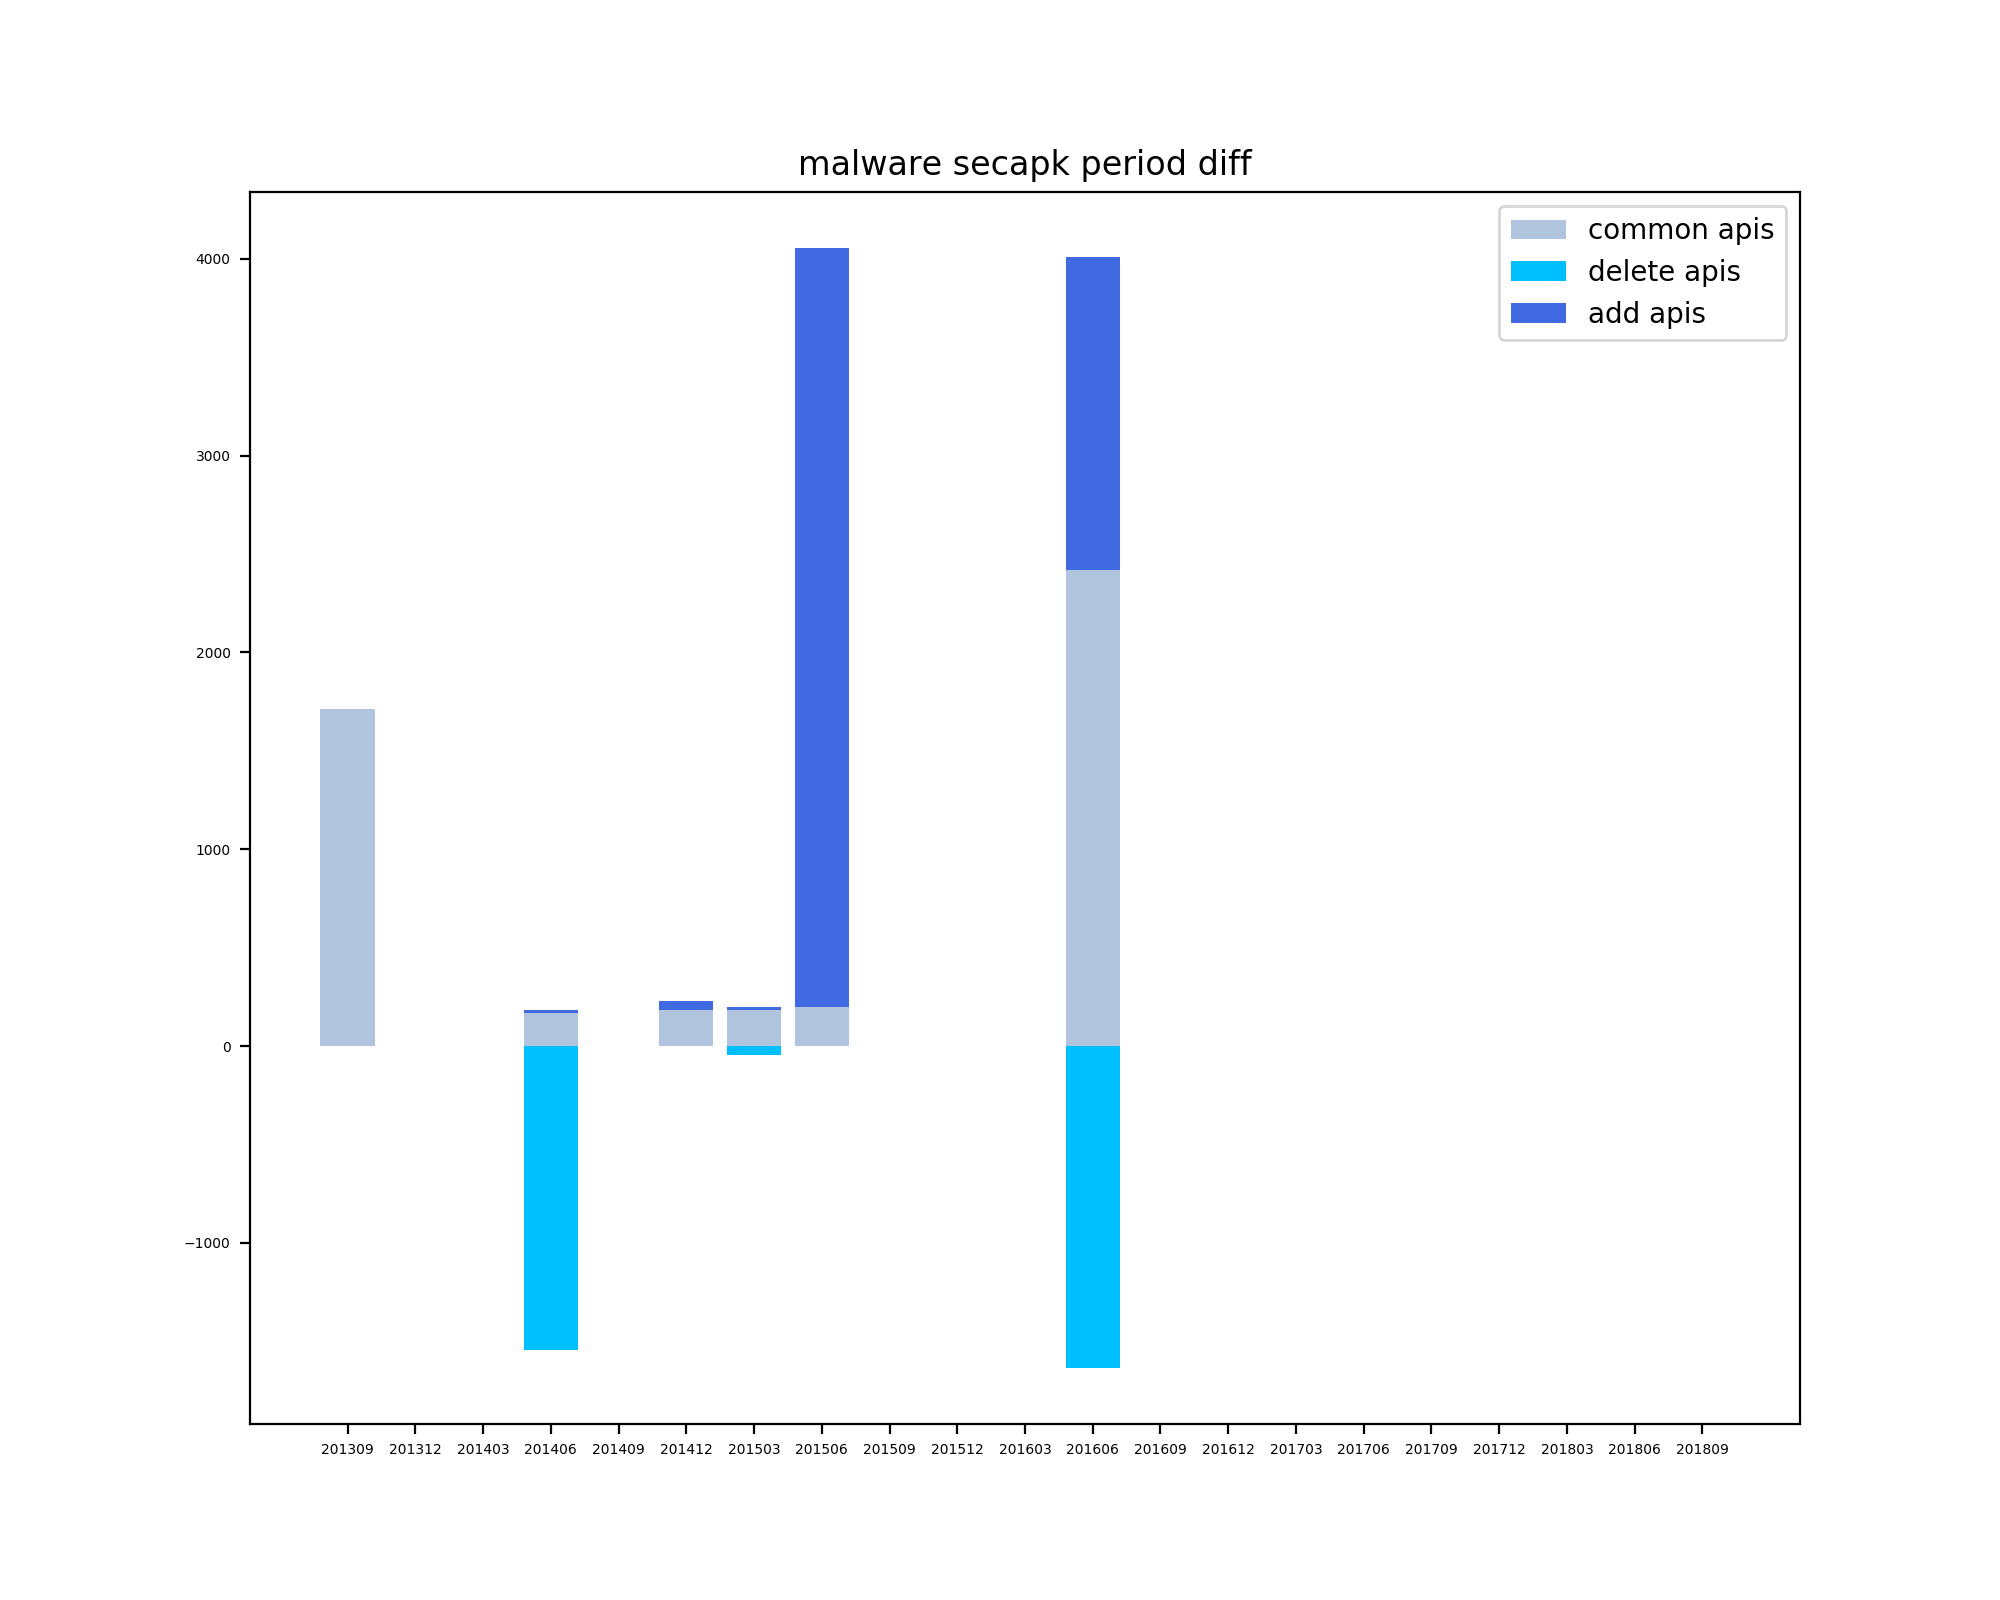 malware secapk period diff
common apis
delete apis
add apis
4000
3000
2000
1000
0
−1000
201309 201312 201403 201406 201409 201412 201503 201506 201509 201512 201603 201606 201609 201612 201703 201706 201709 201712 201803 201806 201809